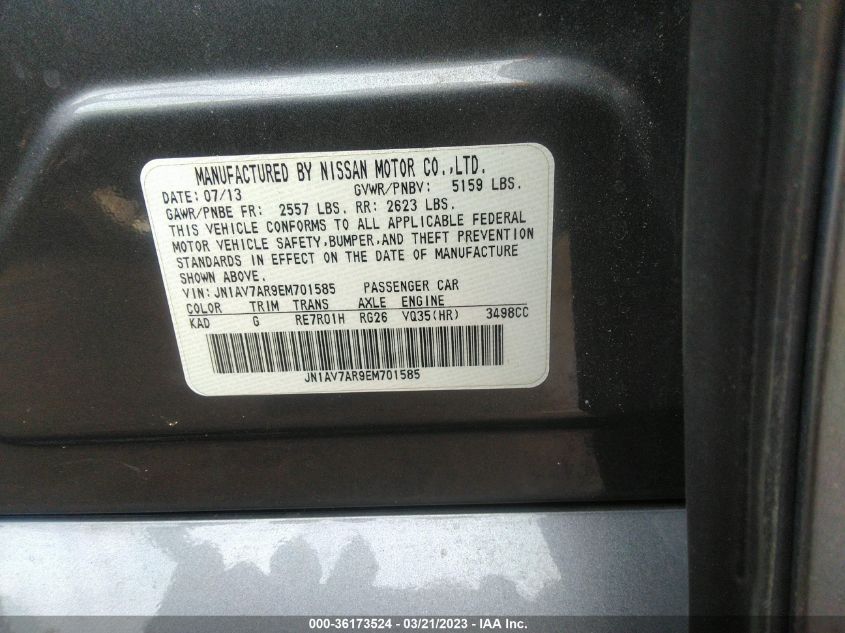 MANUFACTURED BY NISSAN MOTOR CO.,LTD.
DATE: 07/13 GVWR/PNBV: 5159 LBS.
GAWR/PNBE FR: 2557 LBS. RR: 2623 LBS.
THIS VEHICLE CONFORMS TO ALL APPLICABLE FEDERAL
MOTOR VEHICLE SAFETY,BUMPER,AND THEFT PREVENTION
STANDARDS IN EFFECT ON THE DATE OF MANUFACTURE
SHOWN ABOVE.
VIN: JN1AV7AR9EM701585 PASSENGER CAR
COLOR TRIM TRANS AXLE ENGINE
KAD G RE7R01H RG26 VQ35(HR) 3498CC
JN1AV7AR9EM701585
000-36173524 - 03/21/2023 - IAA Inc.